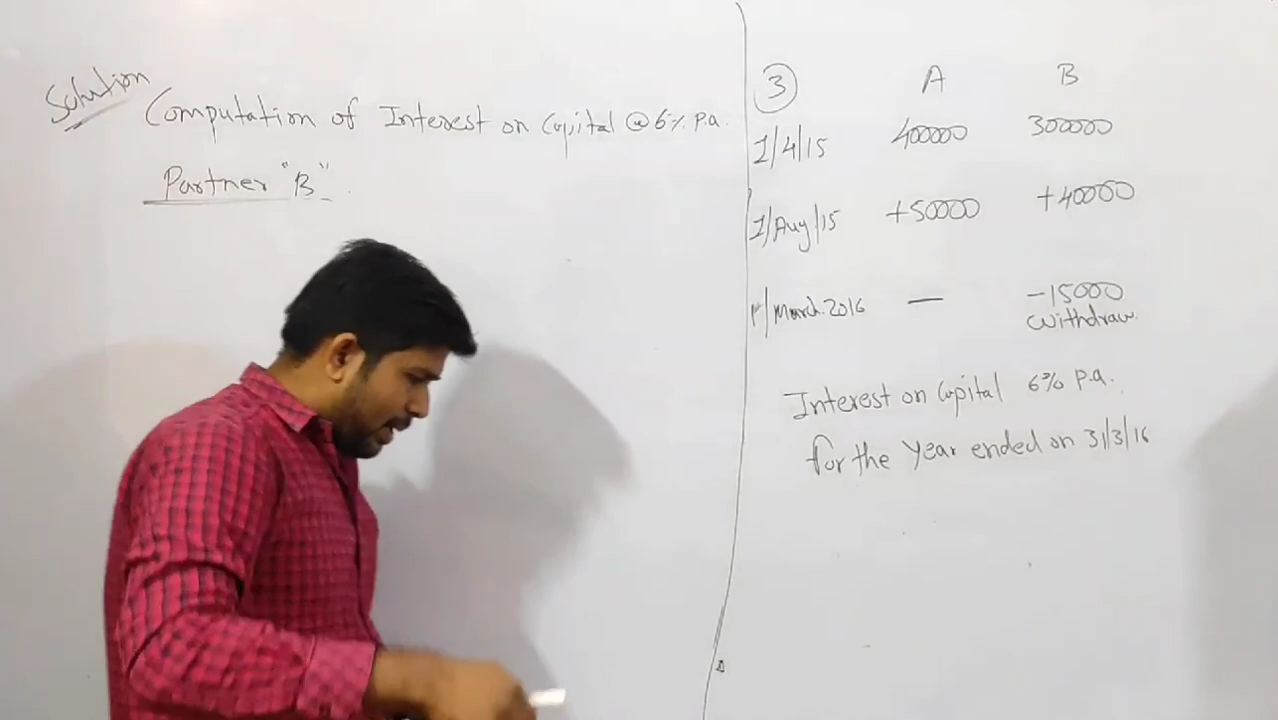 Solution
Computation of Interest on Capital @ 6% P.a.
Partner "B"
3 A B
1/4/15 400000 300000
1/Aug/15 +50000 +40000
1/March.2016 — -15000
Withdraw.
Interest on Capital 6% P.a.
for the Year ended on 31/3/16